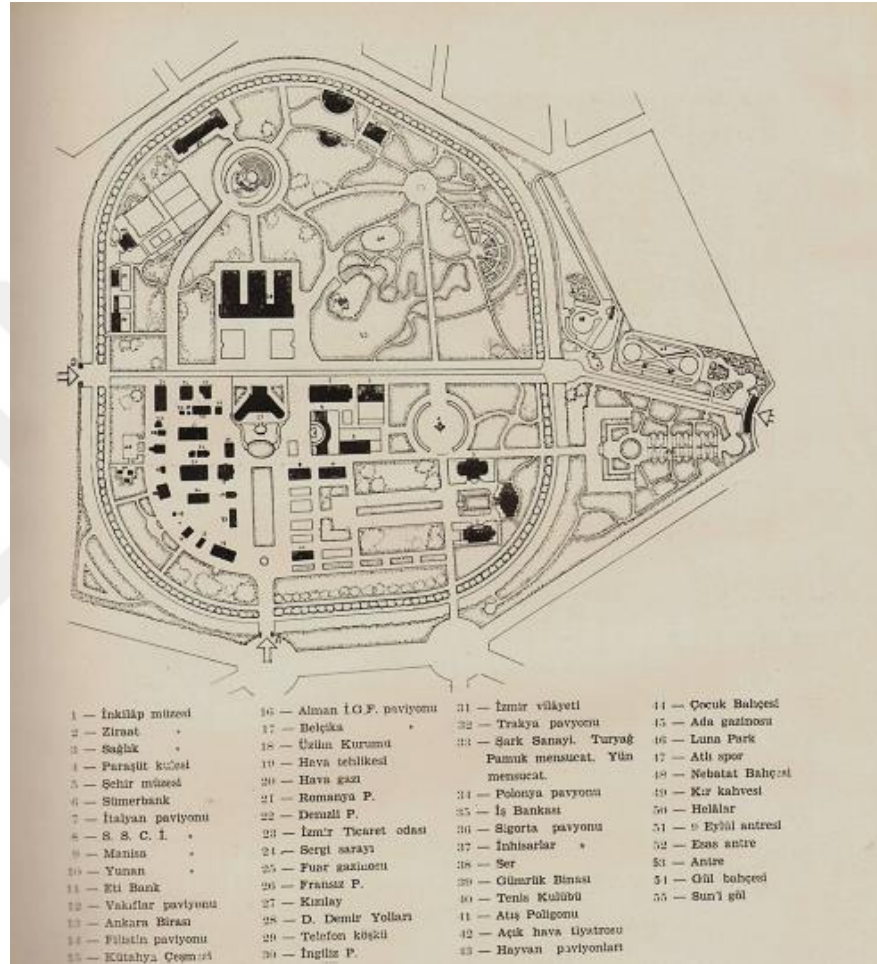 1 — İnkilâp müzesi
2 — Ziraat "
3 — Sağlık "
4 — Paraşüt kulesi
5 — Şehir müzesi
6 — Sümerbank
7 — İtalyan paviyonu
8 — S. S. C. İ. "
9 — Manisa "
10 — Yunan "
11 — Eti Bank
12 — Vakıflar paviyonu
13 — Ankara Birası
14 — Filistin paviyonu
15 — Kütahya Çeşmesi
16 — Alman İ.G.F. paviyonu
17 — Belçika "
18 — Üzüm Kurumu
19 — Hava tehlikesi
20 — Hava gazi
21 — Romanya P.
22 — Denizli P.
23 — İzmir Ticaret odası
24 — Sergi sarayı
25 — Fuar gazinosu
26 — Fransız P.
27 — Kızılay
28 — D. Demir Yolları
29 — Telefon köşkü
30 — İngiliz P.
31 — İzmir vilâyeti
32 — Trakya pavyonu
33 — Şark Sanayi. Turyağ
Pamuk mensucat. Yün
mensucat.
34 — Polonya pavyonu
35 — İş Bankası
36 — Sigorta pavyonu
37 — İnhisarlar "
38 — Ser
39 — Gümrük Binası
40 — Tenis Kulübü
41 — Atış Poligonu
42 — Açık hava tiyatrosu
43 — Hayvan paviyonları
44 — Çocuk Bahçesi
45 — Ada gazinosu
46 — Luna Park
47 — Atlı spor
48 — Nebatat Bahçesi
49 — Kır kahvesi
50 — Helâlar
51 — 9 Eylûl antresi
52 — Esas antre
53 — Antre
54 — Gül bahçesi
55 — Sun'i göl